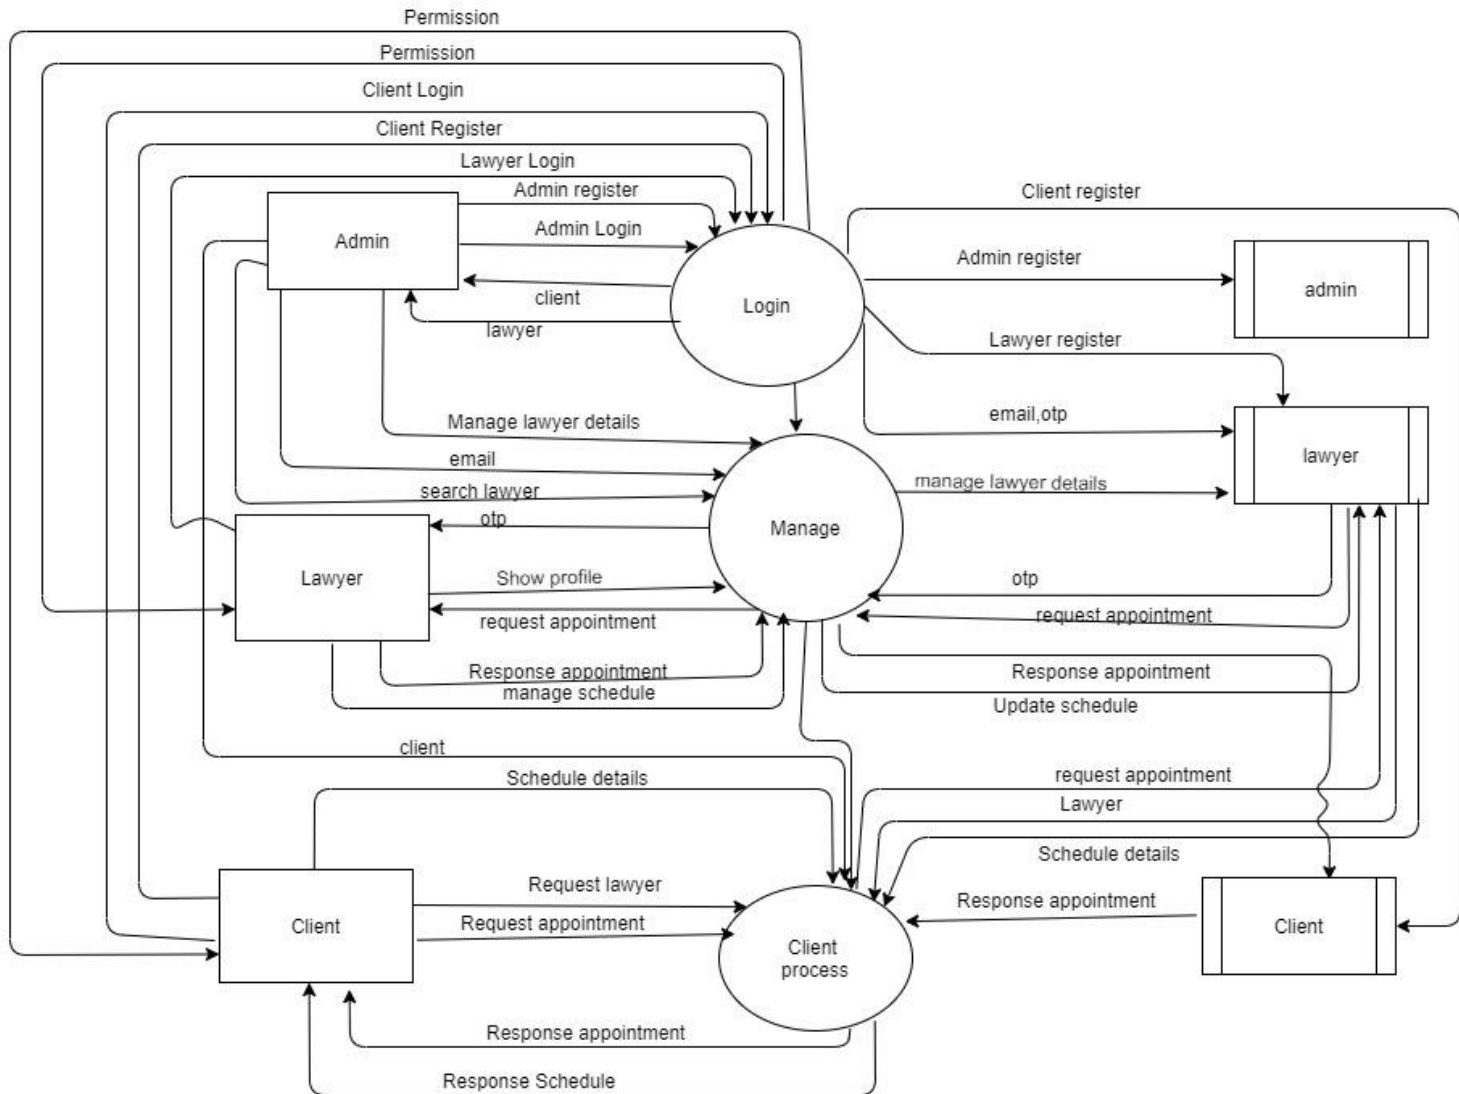 Permission
Permission
Client Login
Client Register
Lawyer Login
Admin register
Client register
Admin
Admin Login
Admin register
admin
client
Login
lawyer
Lawyer register
Manage lawyer details
email,otp
email
lawyer
search lawyer
manage lawyer details
otp
Manage
Lawyer
Show profile
otp
request appointment
request appointment
Response appointment
Response appointment
manage schedule
Update schedule
client
Schedule details
request appointment
Lawyer
Schedule details
Request lawyer
Response appointment
Client
Request appointment
Client
process
Client
Response appointment
Response Schedule